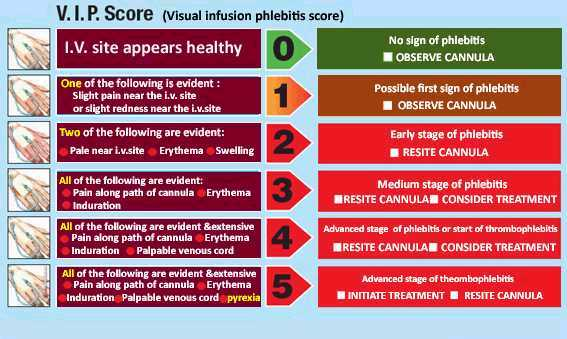 V.I.P. Score (Visual infusion phlebitis score)
I.V. site appears healthy
0
No sign of phlebitis
OBSERVE CANNULA
One of the following is evident :
Slight pain near the i.v. site
or slight redness near the i.v.site
1
Possible first sign of phlebitis
OBSERVE CANNULA
Two of the following are evident:
Pale near i.v.site Erythema Swelling
2
Early stage of phlebitis
RESITE CANNULA
All of the following are evident:
Pain along path of cannula Erythema
Induration
3
Medium stage of phlebitis
RESITE CANNULA CONSIDER TREATMENT
All of the following are evident &extensive
Pain along path of cannula Erythema
Induration Palpable venous cord
4
Advanced stage of phlebitis or start of thrombophlebitis
RESITE CANNULA CONSIDER TREATMENT
All of the following are evident &extensive
Pain along path of cannula Erythema
Induration Palpable venous cord pyrexia
5
Advanced stage of theombophlebitis
INITIATE TREATMENT RESITE CANNULA